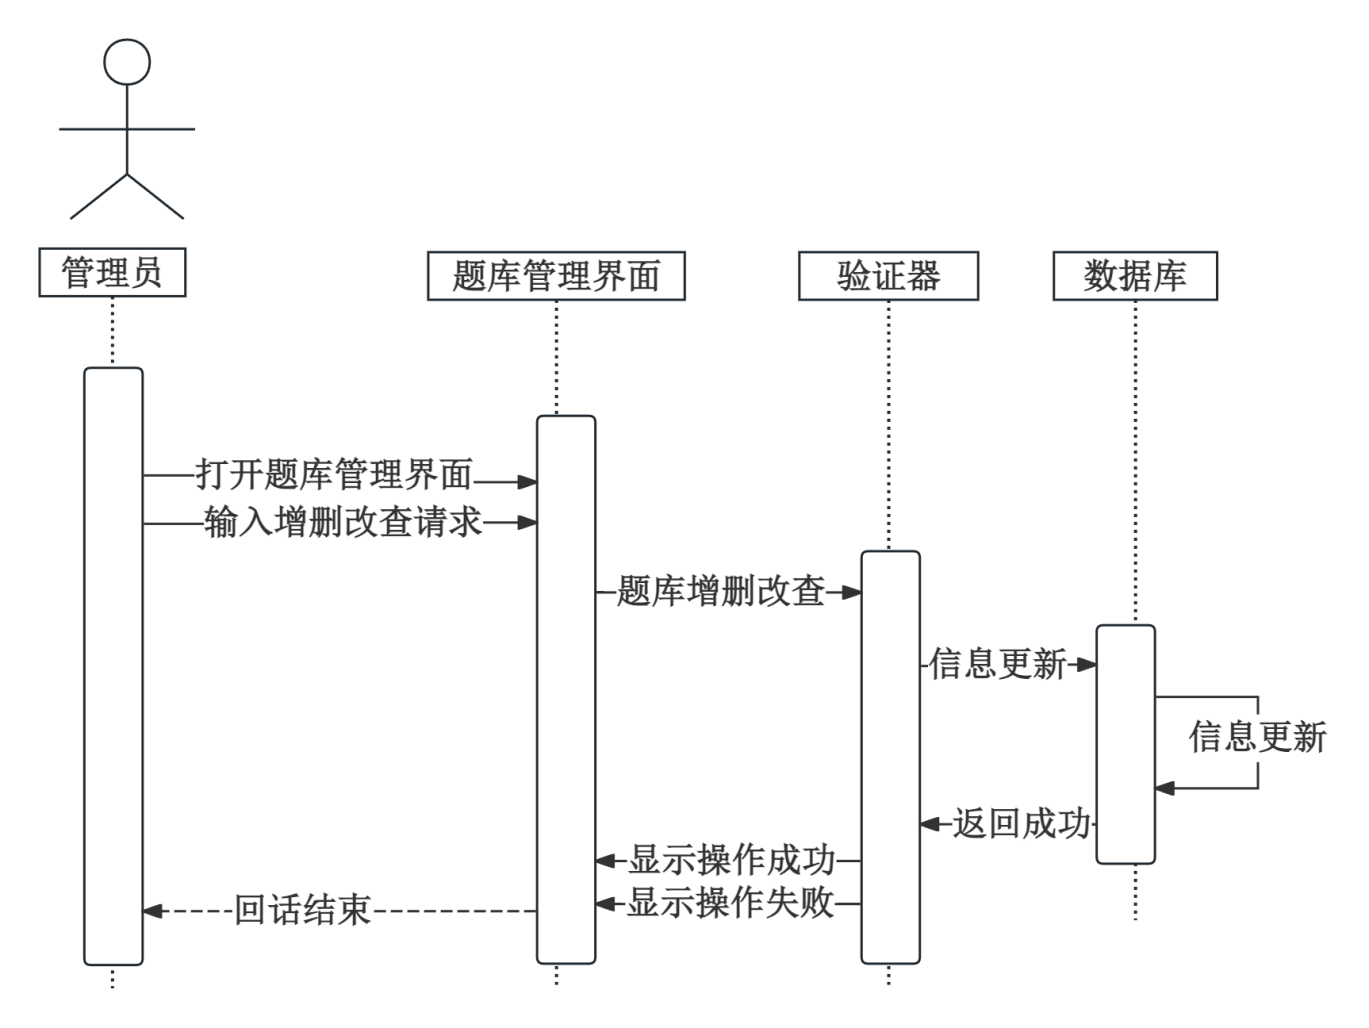 管理员
题库管理界面
验证器
数据库
打开题库管理界面
输入增删改查请求
题库增删改查
信息更新
信息更新
返回成功
显示操作成功
显示操作失败
回话结束